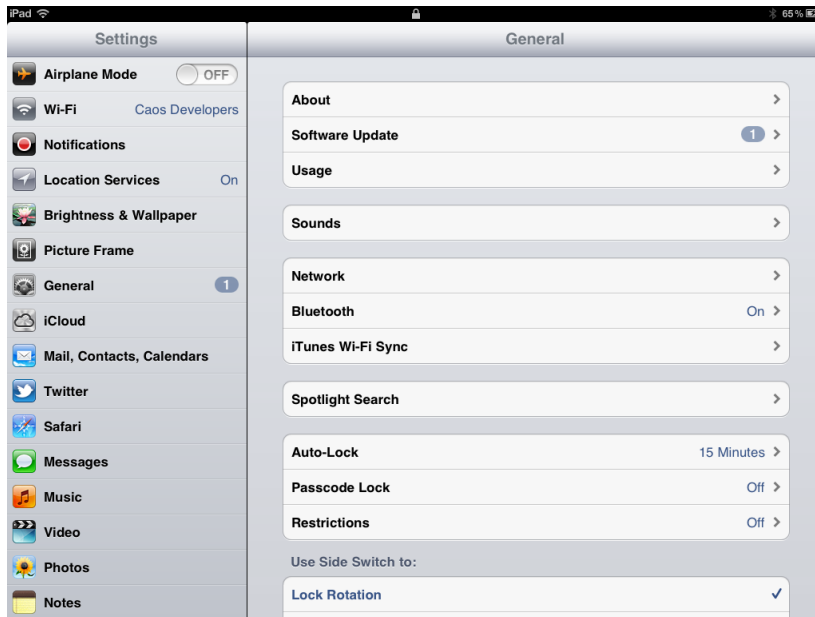 iPad 65%
Settings
General
Airplane Mode OFF
Wi-Fi Caos Developers
Notifications
Location Services On
Brightness & Wallpaper
Picture Frame
General 1
iCloud
Mail, Contacts, Calendars
Twitter
Safari
Messages
Music
Video
Photos
Notes
About
Software Update 1
Usage
Sounds
Network
Bluetooth On
iTunes Wi-Fi Sync
Spotlight Search
Auto-Lock 15 Minutes
Passcode Lock Off
Restrictions Off
Use Side Switch to:
Lock Rotation